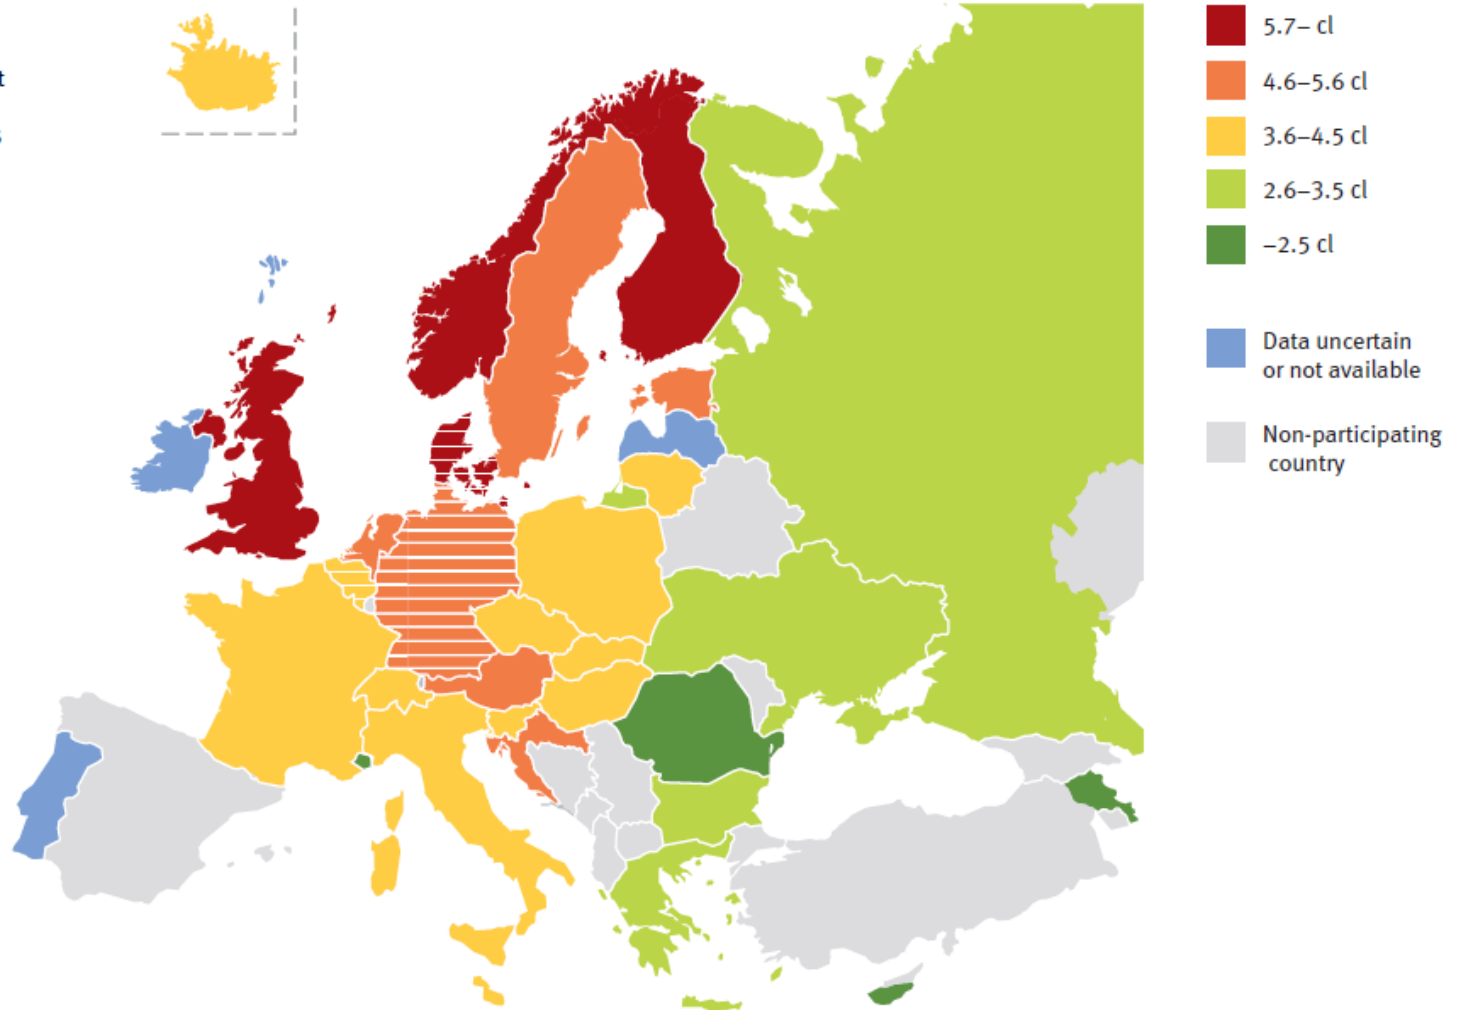 t
s
5.7– cl
4.6–5.6 cl
3.6–4.5 cl
2.6–3.5 cl
–2.5 cl
Data uncertain
or not available
Non-participating
country